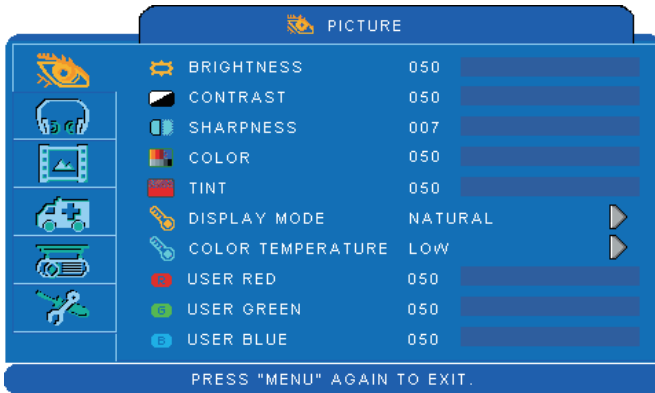 PICTURE
BRIGHTNESS 050
CONTRAST 050
SHARPNESS 007
COLOR 050
TINT 050
DISPLAY MODE NATURAL
COLOR TEMPERATURE LOW
R USER RED 050
G USER GREEN 050
B USER BLUE 050
PRESS "MENU" AGAIN TO EXIT.